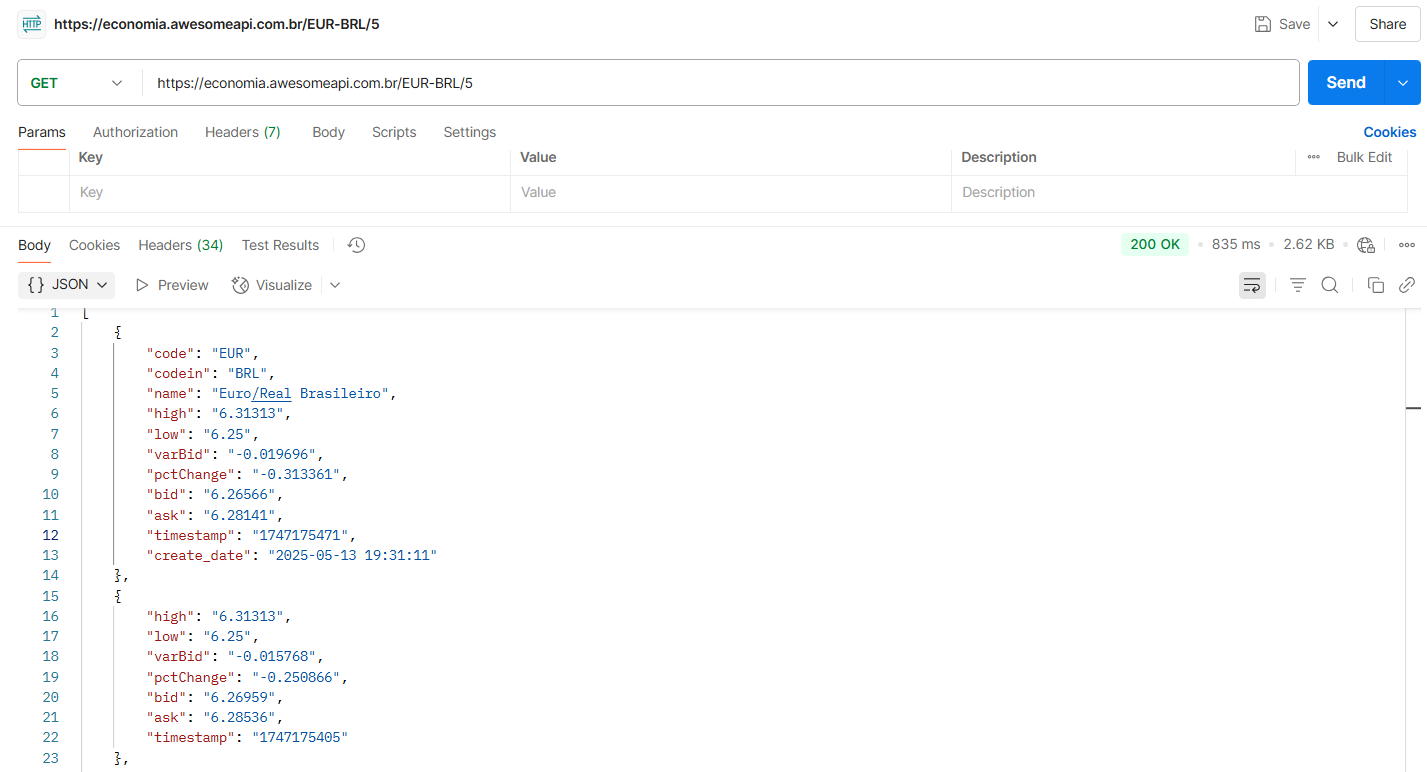 HTTP https://economia.awesomeapi.com.br/EUR-BRL/5 Save Share
GET https://economia.awesomeapi.com.br/EUR-BRL/5 Send
Params Authorization Headers (7) Body Scripts Settings Cookies
Key Value Description Bulk Edit
Key Value Description
Body Cookies Headers (34) Test Results 200 OK 835 ms 2.62 KB
{} JSON Preview Visualize
1 [
2 {
3 "code": "EUR",
4 "codein": "BRL",
5 "name": "Euro/Real Brasileiro",
6 "high": "6.31313",
7 "low": "6.25",
8 "varBid": "-0.019696",
9 "pctChange": "-0.313361",
10 "bid": "6.26566",
11 "ask": "6.28141",
12 "timestamp": "1747175471",
13 "create_date": "2025-05-13 19:31:11"
14 },
15 {
16 "high": "6.31313",
17 "low": "6.25",
18 "varBid": "-0.015768",
19 "pctChange": "-0.250866",
20 "bid": "6.26959",
21 "ask": "6.28536",
22 "timestamp": "1747175405"
23 },